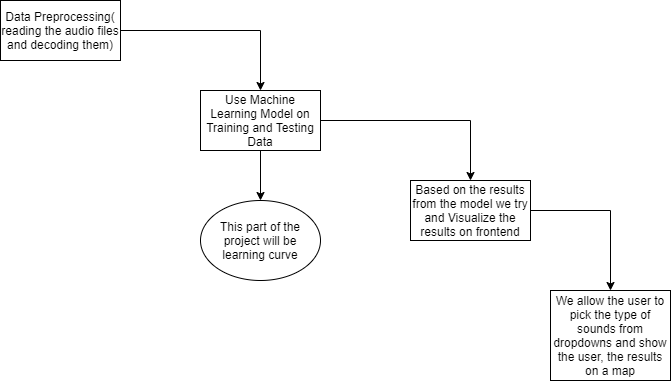 Data Preprocessing(
reading the audio files
and decoding them)
Use Machine
Learning Model on
Training and Testing
Data
This part of the
project will be
learning curve
Based on the results
from the model we try
and Visualize the
results on frontend
We allow the user to
pick the type of
sounds from
dropdowns and show
the user, the results
on a map